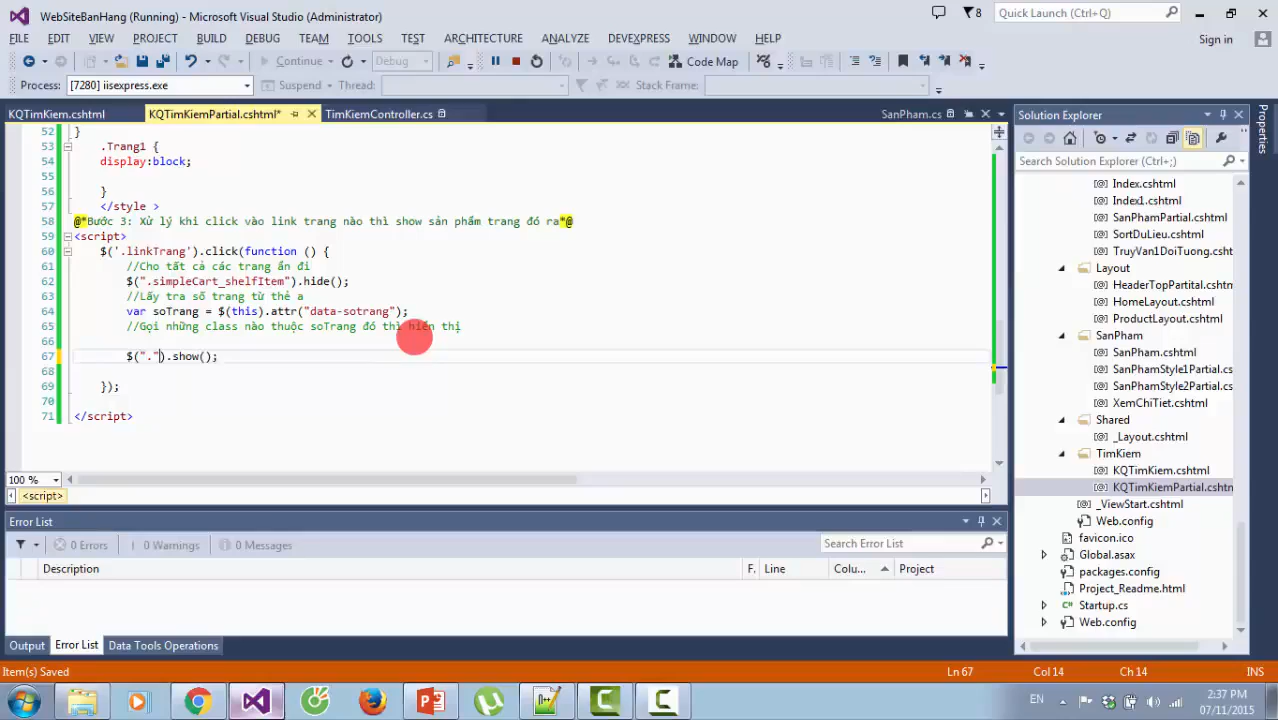 WebSiteBanHang (Running) - Microsoft Visual Studio (Administrator)
8
Quick Launch (Ctrl+Q)
FILE EDIT VIEW PROJECT BUILD DEBUG TEAM TOOLS TEST ARCHITECTURE ANALYZE DEVEXPRESS WINDOW HELP
Sign in
Continue
Debug
Code Map
Process: [7280] iisexpress.exe
Suspend
Thread:
Stack Frame:
KQTimKiem.cshtml
KQTimKiemPartial.cshtml*
TimKiemController.cs
SanPham.cs
52 }
53 .Trang1 {
54 display:block;
55
56 }
57 </style >
58 @*Bước 3: Xử lý khi click vào link trang nào thì show sản phẩm trang đó ra*@
59 <script>
60 $('.linkTrang').click(function () {
61 //Cho tất cả các trang ẩn đi
62 $(".simpleCart_shelfItem").hide();
63 //Lấy tra số trang từ thẻ a
64 var soTrang = $(this).attr("data-sotrang");
65 //Gọi những class nào thuộc soTrang đó thì hiển thị
66
67 $(".").show();
68
69 });
70
71 </script>
100 %
<script>
Error List
0 Errors
0 Warnings
0 Messages
Search Error List
Description
F.
Line
Colu...
Project
Output
Error List
Data Tools Operations
Solution Explorer
Search Solution Explorer (Ctrl+;)
Index.cshtml
Index1.cshtml
SanPhamPartial.cshtml
SortDuLieu.cshtml
TruyVan1DoiTuong.cshtml
Layout
HeaderTopPartital.cshtml
HomeLayout.cshtml
ProductLayout.cshtml
SanPham
SanPham.cshtml
SanPhamStyle1Partial.cs
SanPhamStyle2Partial.cs
XemChiTiet.cshtml
Shared
_Layout.cshtml
TimKiem
KQTimKiem.cshtml
KQTimKiemPartial.cshtm
_ViewStart.cshtml
Web.config
favicon.ico
Global.asax
packages.config
Project_Readme.html
Startup.cs
Web.config
Properties
Item(s) Saved
Ln 67
Col 14
Ch 14
INS
EN
2:37 PM
07/11/2015